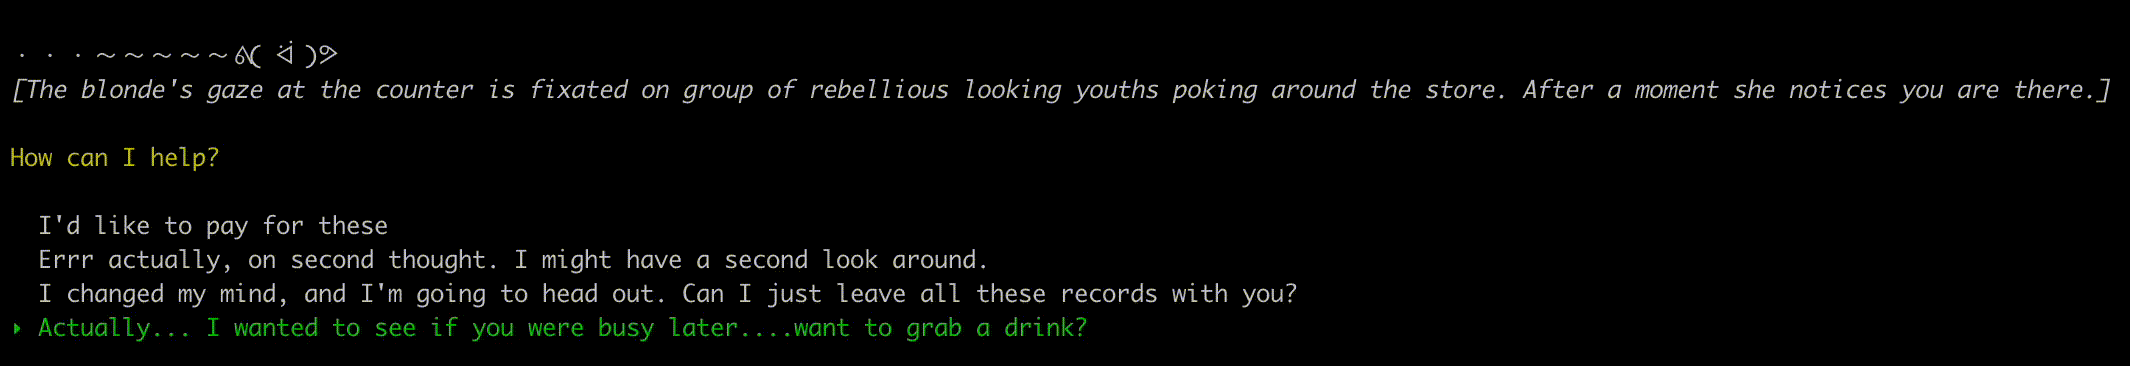 · · · ~ ~ ~ ~ ~ ᕕ( ᐛ )ᕗ
[The blonde's gaze at the counter is fixated on group of rebellious looking youths poking around the store. After a moment she notices you are there.]
How can I help?
I'd like to pay for these
Errr actually, on second thought. I might have a second look around.
I changed my mind, and I'm going to head out. Can I just leave all these records with you?
‣ Actually... I wanted to see if you were busy later....want to grab a drink?